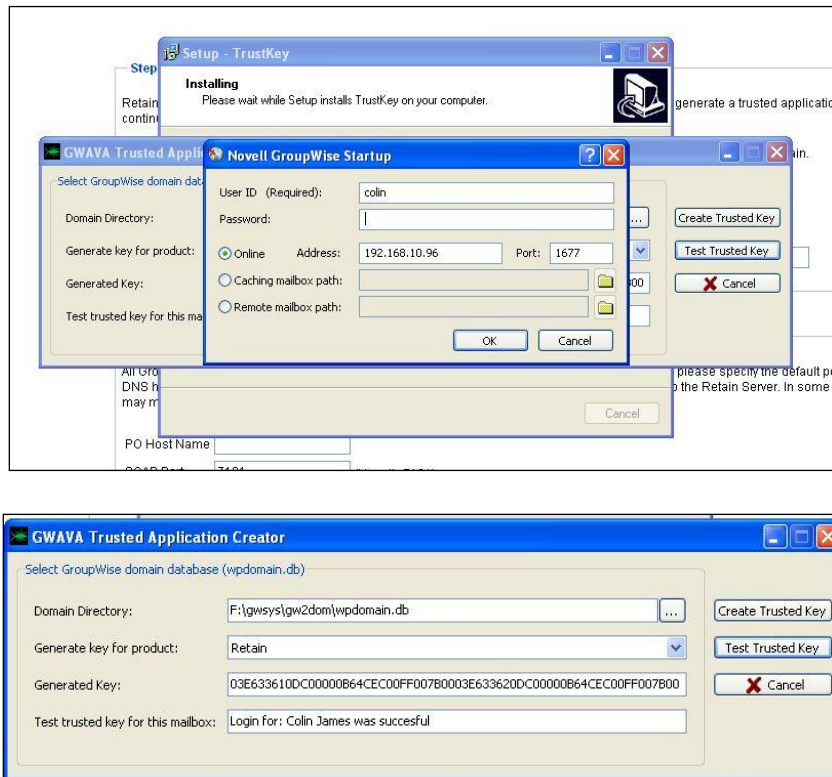 Setup - TrustKey
Step
Installing
Please wait while Setup installs TrustKey on your computer.
Retain
generate a trusted applicatio
contin
GWAVA Trusted Appli
Novell GroupWise Startup
ain.
Select GroupWise domain dat
User ID (Required):
colin
Domain Directory:
Password:
...
Create Trusted Key
Generate key for product:
Online
Address:
192.168.10.96
Port:
1677
Test Trusted Key
Generated Key:
Caching mailbox path:
00
Cancel
Test trusted key for this ma
Remote mailbox path:
OK
Cancel
All Gro
please specify the default p
DNS h
the Retain Server. In some
may m
Cancel
PO Host Name
GWAVA Trusted Application Creator
Select GroupWise domain database (wpdomain.db)
Domain Directory:
F:\gwsys\gw2dom\wpdomain.db
...
Create Trusted Key
Generate key for product:
Retain
Test Trusted Key
Generated Key:
03E633610DC00000B64CEC00FF007B0003E633620DC00000B64CEC00FF007B00
Cancel
Test trusted key for this mailbox:
Login for: Colin James was succesful